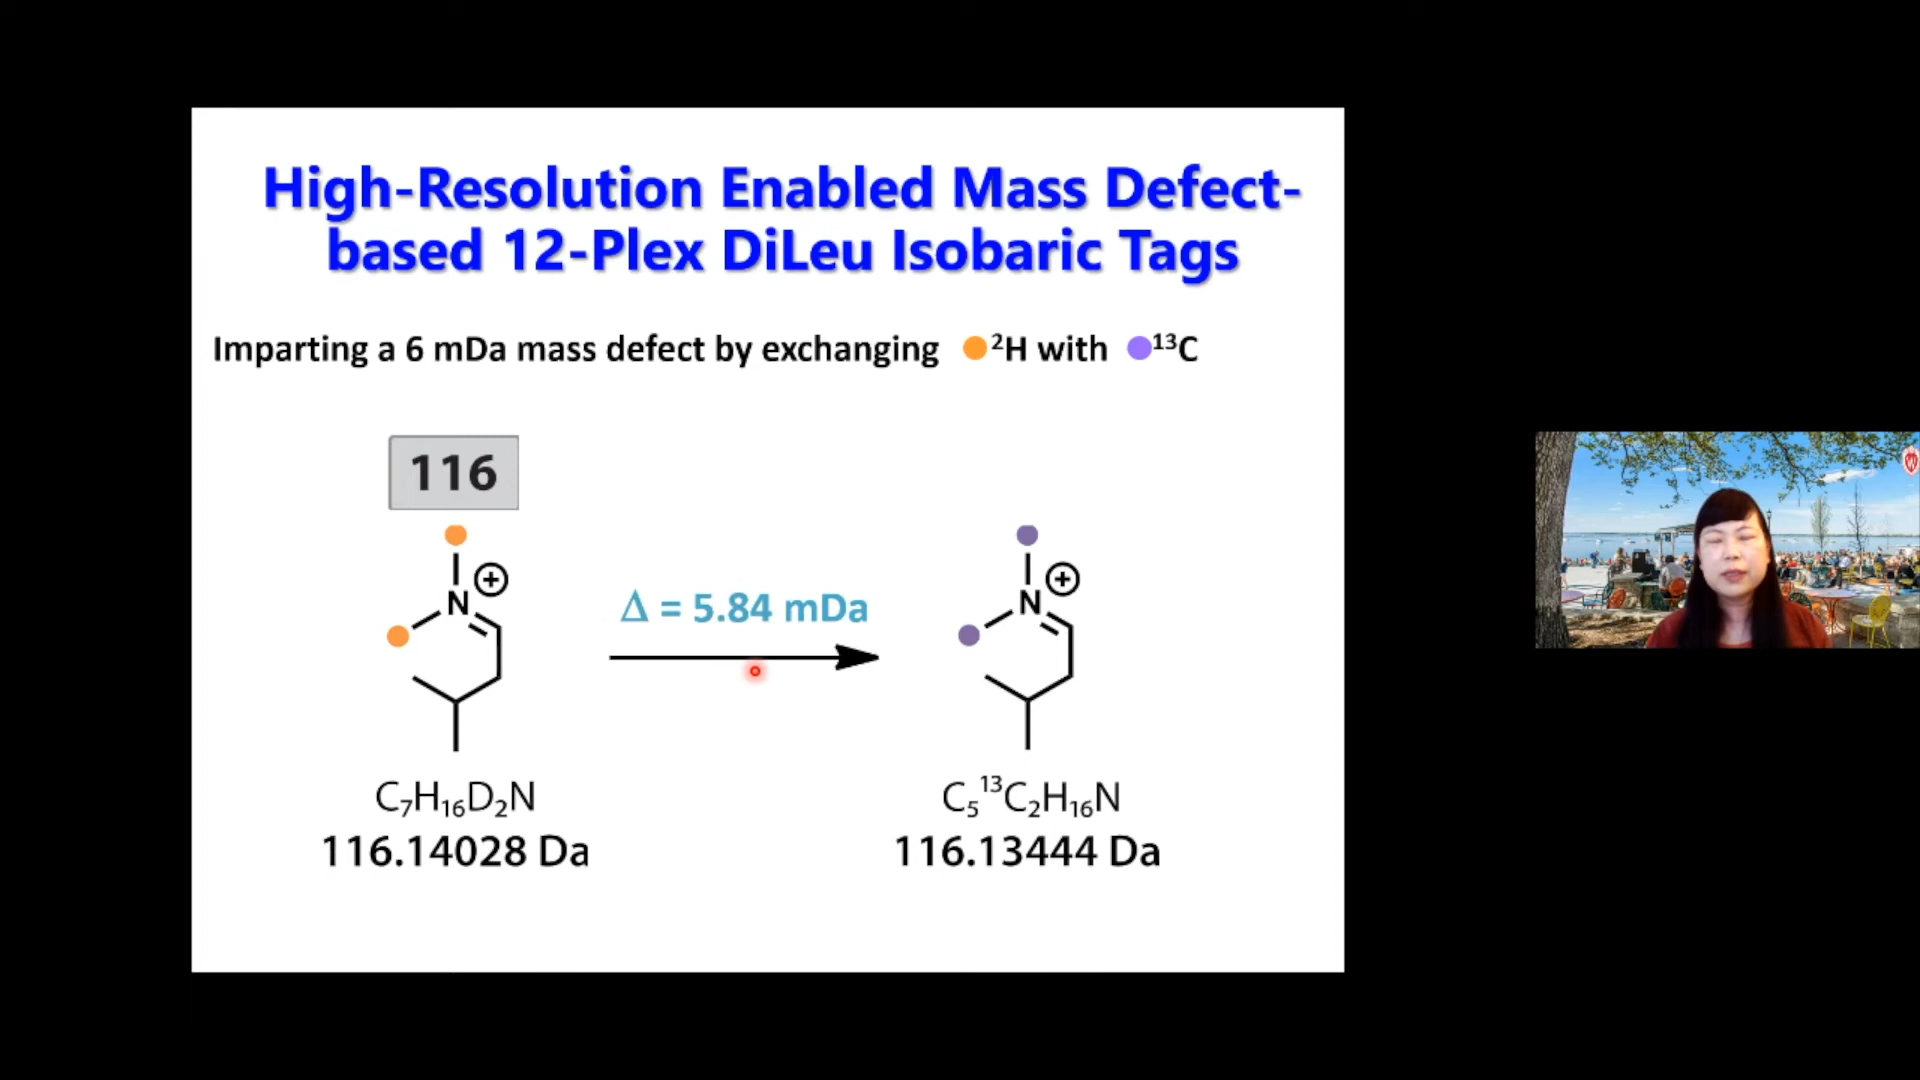 High-Resolution Enabled Mass Defect-
based 12-Plex DiLeu Isobaric Tags
Imparting a 6 mDa mass defect by exchanging ²H with ¹³C
116
N +
Δ = 5.84 mDa
N +
C₇H₁₆D₂N
116.14028 Da
C₅¹³C₂H₁₆N
116.13444 Da
W